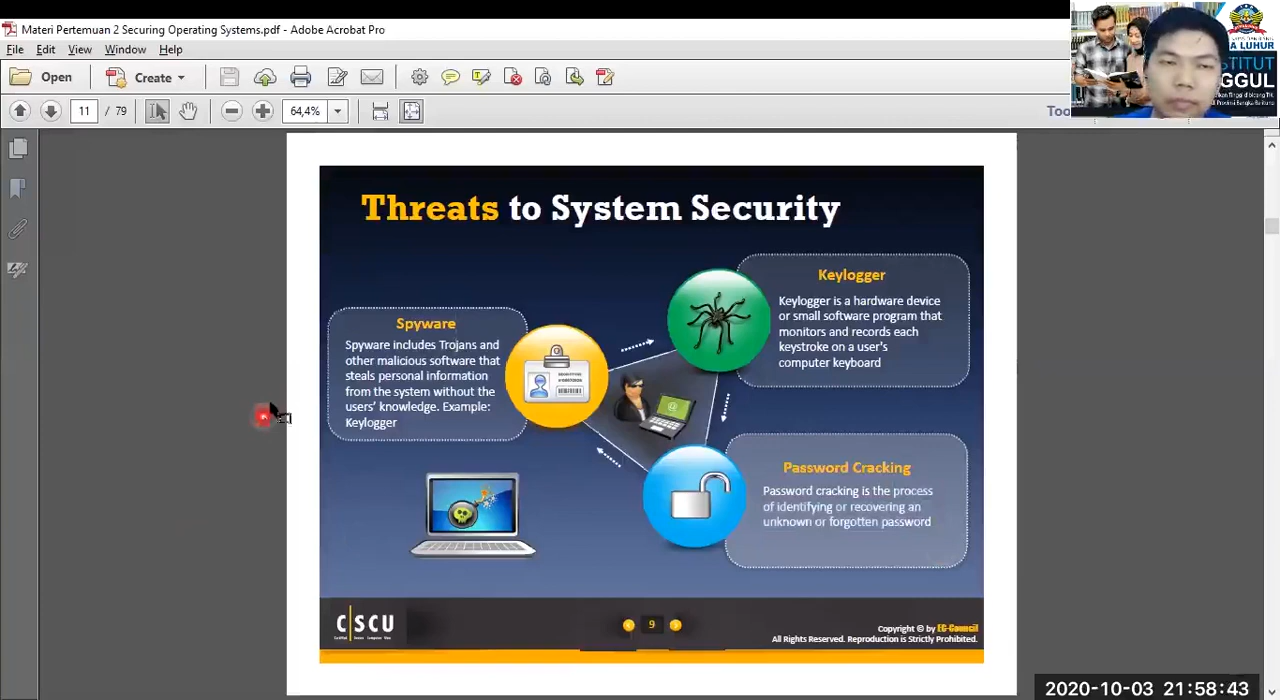 Materi Pertemuan 2 Securing Operating Systems.pdf - Adobe Acrobat Pro
File Edit View Window Help
Open Create
11 / 79 64,4%
A LUHUR
STITUT
GGUL
Threats to System Security
Keylogger
Keylogger is a hardware device
or small software program that
monitors and records each
keystroke on a user's
computer keyboard
Spyware
Spyware includes Trojans and
other malicious software that
steals personal information
from the system without the
users' knowledge. Example:
Keylogger
Password Cracking
Password cracking is the process
of identifying or recovering an
unknown or forgotten password
CSCU
9
Copyright © by EC-Council
All Rights Reserved. Reproduction is Strictly Prohibited.
2020-10-03 21:58:43